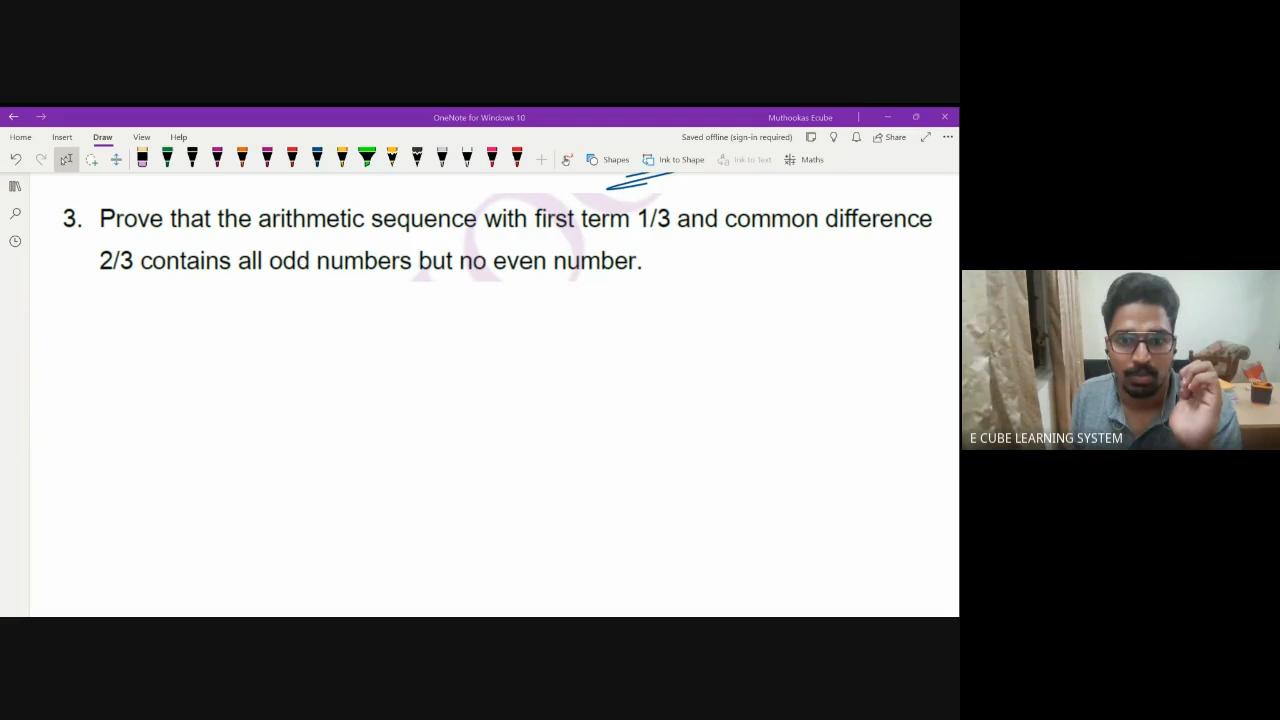 OneNote for Windows 10
Muthookas Ecube
Home Insert Draw View Help
Saved offline (sign-in required)
Share
Shapes
Ink to Shape
Ink to Text
Maths
3. Prove that the arithmetic sequence with first term 1/3 and common difference
2/3 contains all odd numbers but no even number.
E CUBE LEARNING SYSTEM